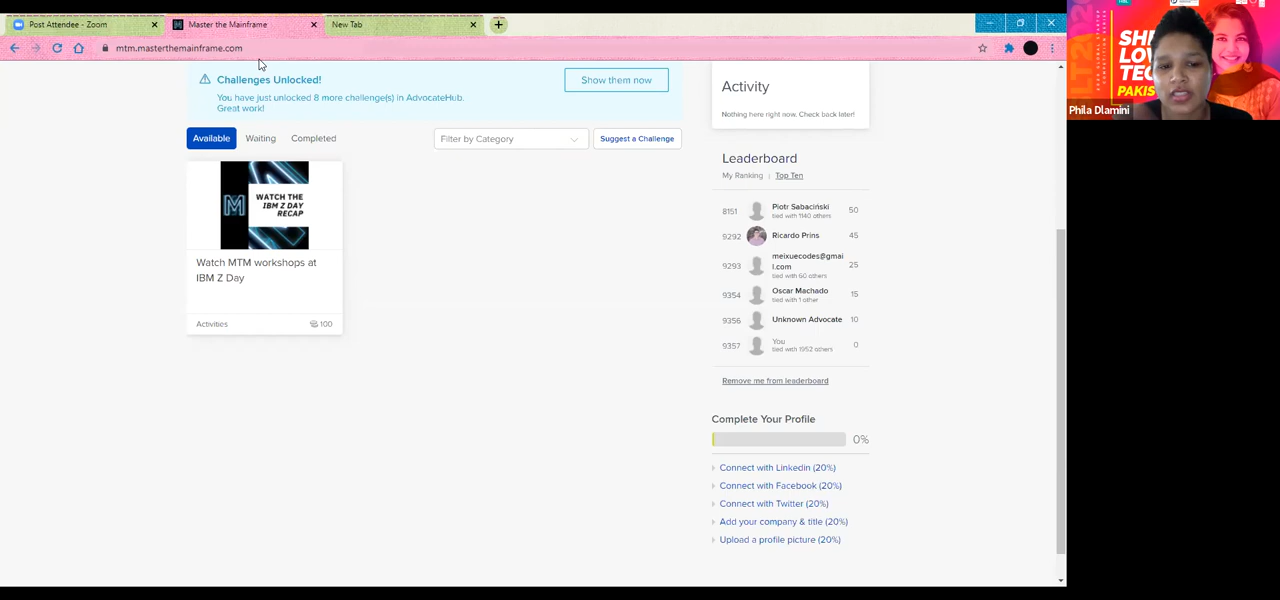 Post Attendee - Zoom
Master the Mainframe
New Tab
mtm.masterthemainframe.com
Challenges Unlocked!
You have just unlocked 8 more challenge(s) in AdvocateHub.
Great work!
Show them now
Available
Waiting
Completed
Filter by Category
Suggest a Challenge
WATCH THE
IBM Z DAY
RECAP
Watch MTM workshops at
IBM Z Day
Activities
100
Activity
Nothing here right now. Check back later!
Leaderboard
My Ranking | Top Ten
8151 Piotr Sabaciński 50
tied with 1140 others
9292 Ricardo Prins 45
9293 meixuecodes@gmai
l.com 25
tied with 60 others
9354 Oscar Machado 15
tied with 1 other
9356 Unknown Advocate 10
9357 You 0
tied with 1952 others
Remove me from leaderboard
Complete Your Profile
0%
Connect with Linkedin (20%)
Connect with Facebook (20%)
Connect with Twitter (20%)
Add your company & title (20%)
Upload a profile picture (20%)
Phila Dlamini